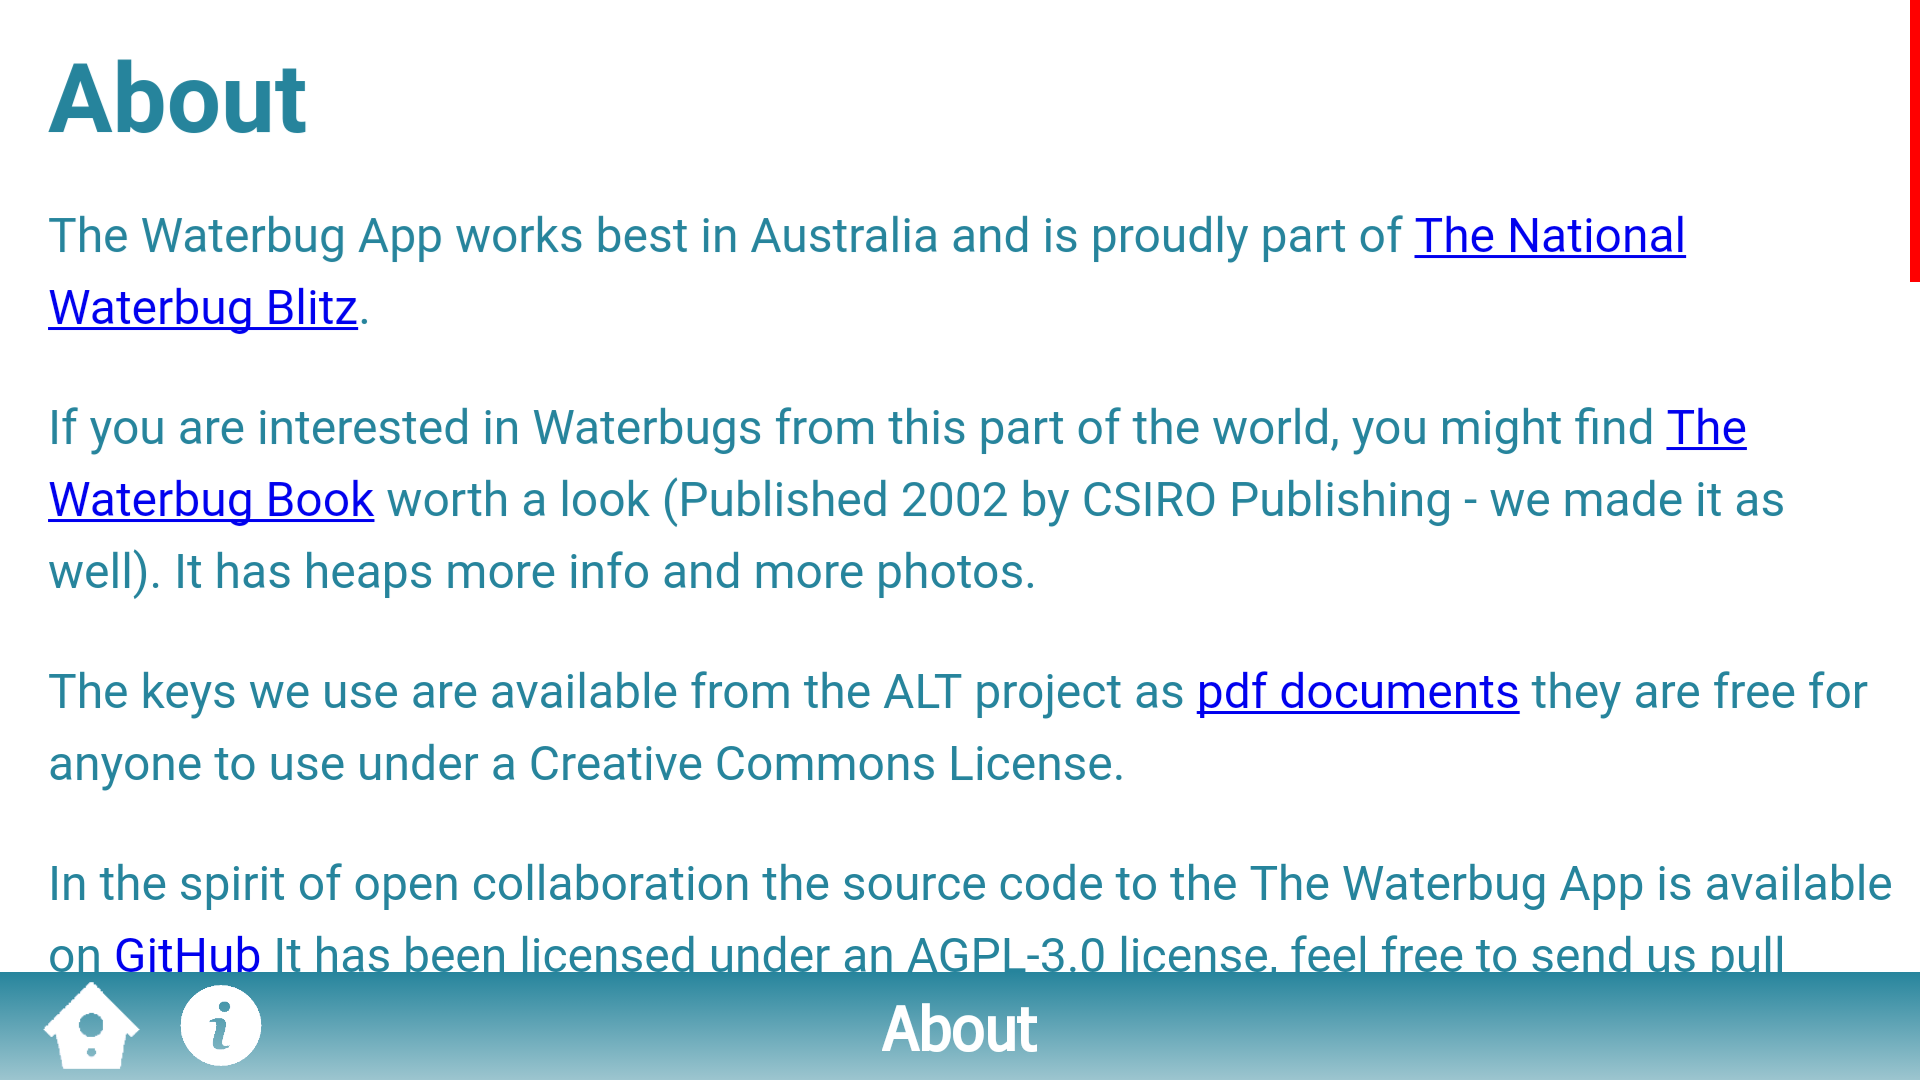 About
The Waterbug App works best in Australia and is proudly part of The National
Waterbug Blitz.
If you are interested in Waterbugs from this part of the world, you might find The
Waterbug Book worth a look (Published 2002 by CSIRO Publishing - we made it as
well). It has heaps more info and more photos.
The keys we use are available from the ALT project as pdf documents they are free for
anyone to use under a Creative Commons License.
In the spirit of open collaboration the source code to the The Waterbug App is available
on GitHub It has been licensed under an AGPL-3.0 license, feel free to send us pull
About